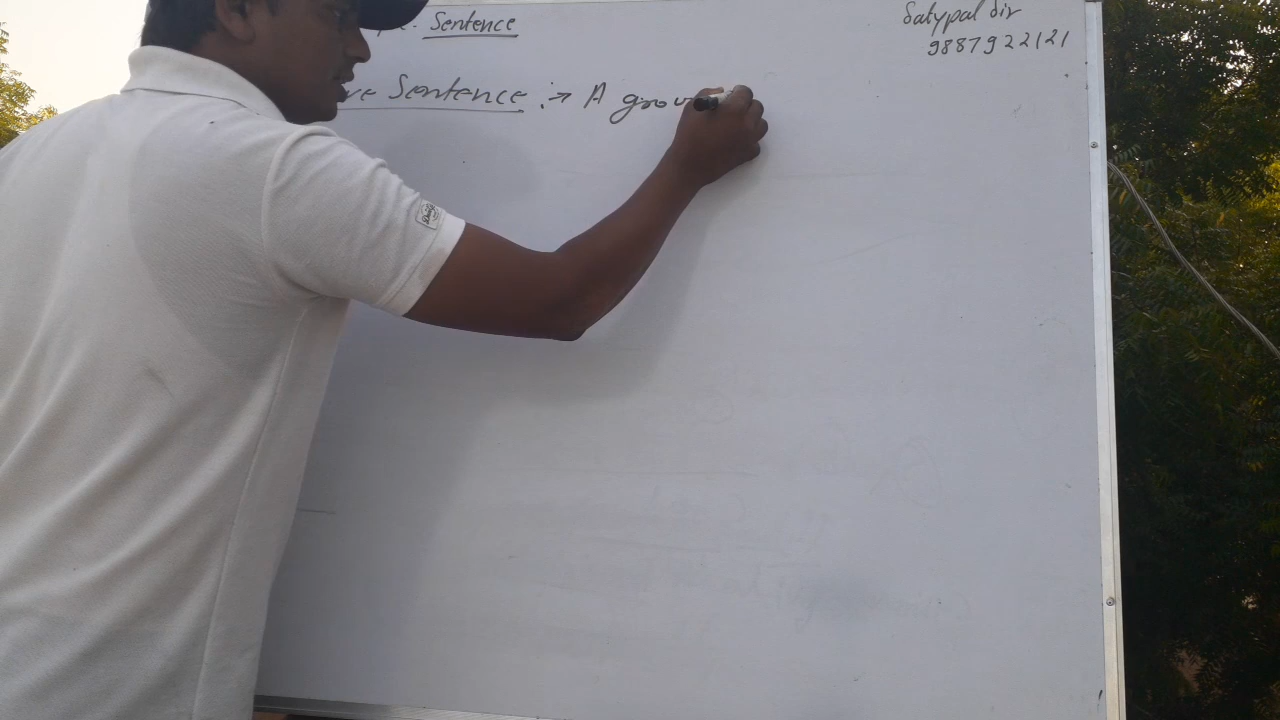 Sentence
Satypal Sir
9887922121
ve Sentence :→ A grou